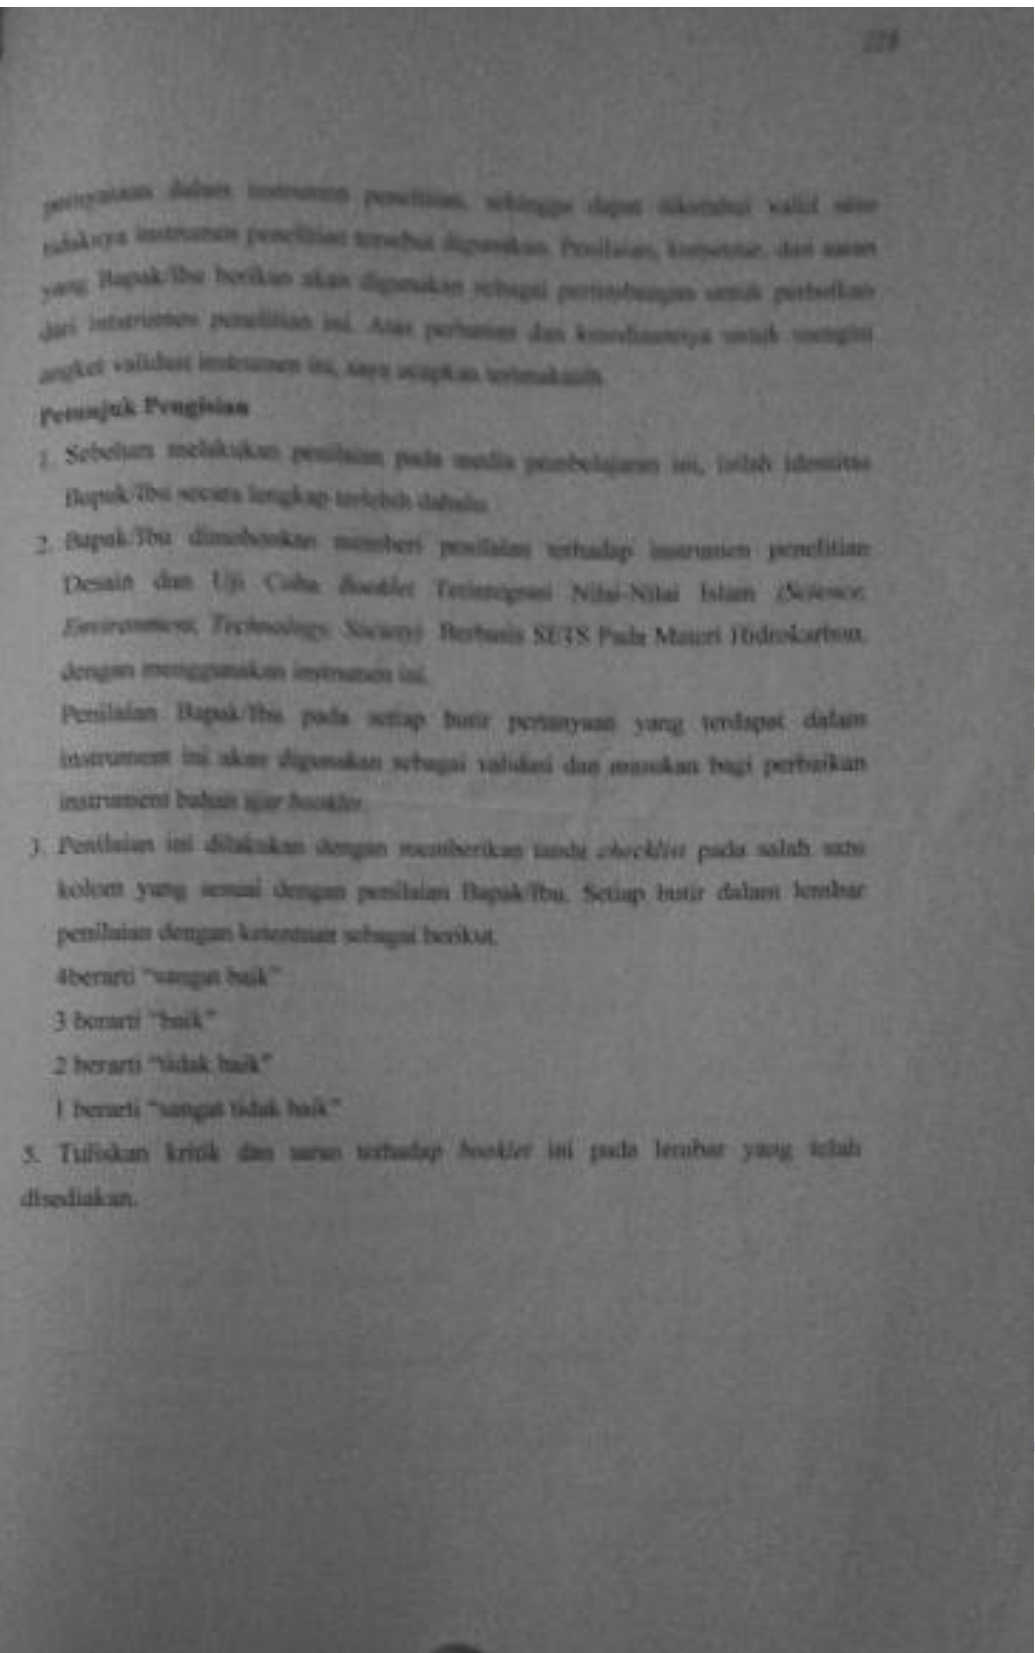 pernyataan dalam instrumen penelitian, sehingga dapat diketahui valid atau
tidaknya instrumen penelitian tersebut digunakan. Penilaian, komentar, dan saran
yang Bapak/Ibu berikan akan digunakan sebagai pertimbangan untuk perbaikan
dari instrumen penelitian ini. Atas perhatian dan kesediaannya untuk mengisi
angket validasi instrumen ini, saya ucapkan terimakasih.
Petunjuk Pengisian
1. Sebelum melakukan penilaian pada media pembelajaran ini, isilah identitas
Bapak/Ibu secara lengkap terlebih dahulu.
2. Bapak/Ibu dimohonkan memberi penilaian terhadap instrumen penelitian
Desain dan Uji Coba Booklet Terintegrasi Nilai-Nilai Islam (Science,
Environment, Technology, Society) Berbasis SETS Pada Materi Hidrokarbon,
dengan menggunakan instrumen ini.
Penilaian Bapak/Ibu pada setiap butir pertanyaan yang terdapat dalam
instrument ini akan digunakan sebagai validasi dan masukan bagi perbaikan
instrument bahan ajar booklet.
3. Penilaian ini dilakukan dengan memberikan tanda checklist pada salah satu
kolom yang sesuai dengan penilaian Bapak/Ibu. Setiap butir dalam lembar
penilaian dengan ketentuan sebagai berikut.
4berarti "sangat baik"
3 berarti "baik"
2 berarti "tidak baik"
1 berarti "sangat tidak baik"
5. Tuliskan kritik dan saran terhadap booklet ini pada lembar yang telah
disediakan.